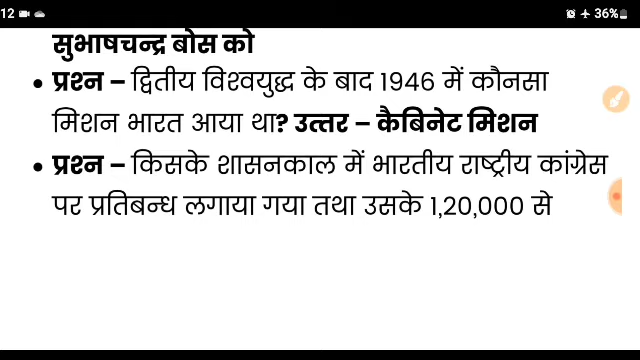 12
36%
सुभाषचन्द्र बोस को
• प्रश्न – द्वितीय विश्वयुद्ध के बाद 1946 में कौनसा
मिशन भारत आया था? उत्तर – कैबिनेट मिशन
• प्रश्न – किसके शासनकाल में भारतीय राष्ट्रीय कांग्रेस
पर प्रतिबन्ध लगाया गया तथा उसके 1,20,000 से